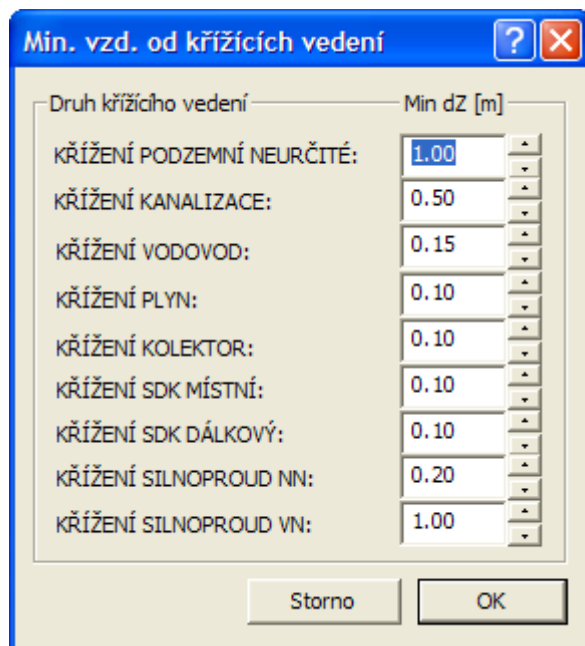 Min. vzd. od křížících vedení
Druh křížícího vedení Min dZ [m]
KŘÍŽENÍ PODZEMNÍ NEURČITÉ: 1.00
KŘÍŽENÍ KANALIZACE: 0.50
KŘÍŽENÍ VODOVOD: 0.15
KŘÍŽENÍ PLYN: 0.10
KŘÍŽENÍ KOLEKTOR: 0.10
KŘÍŽENÍ SDK MÍSTNÍ: 0.10
KŘÍŽENÍ SDK DÁLKOVÝ: 0.10
KŘÍŽENÍ SILNOPROUD NN: 0.20
KŘÍŽENÍ SILNOPROUD VN: 1.00
Storno OK